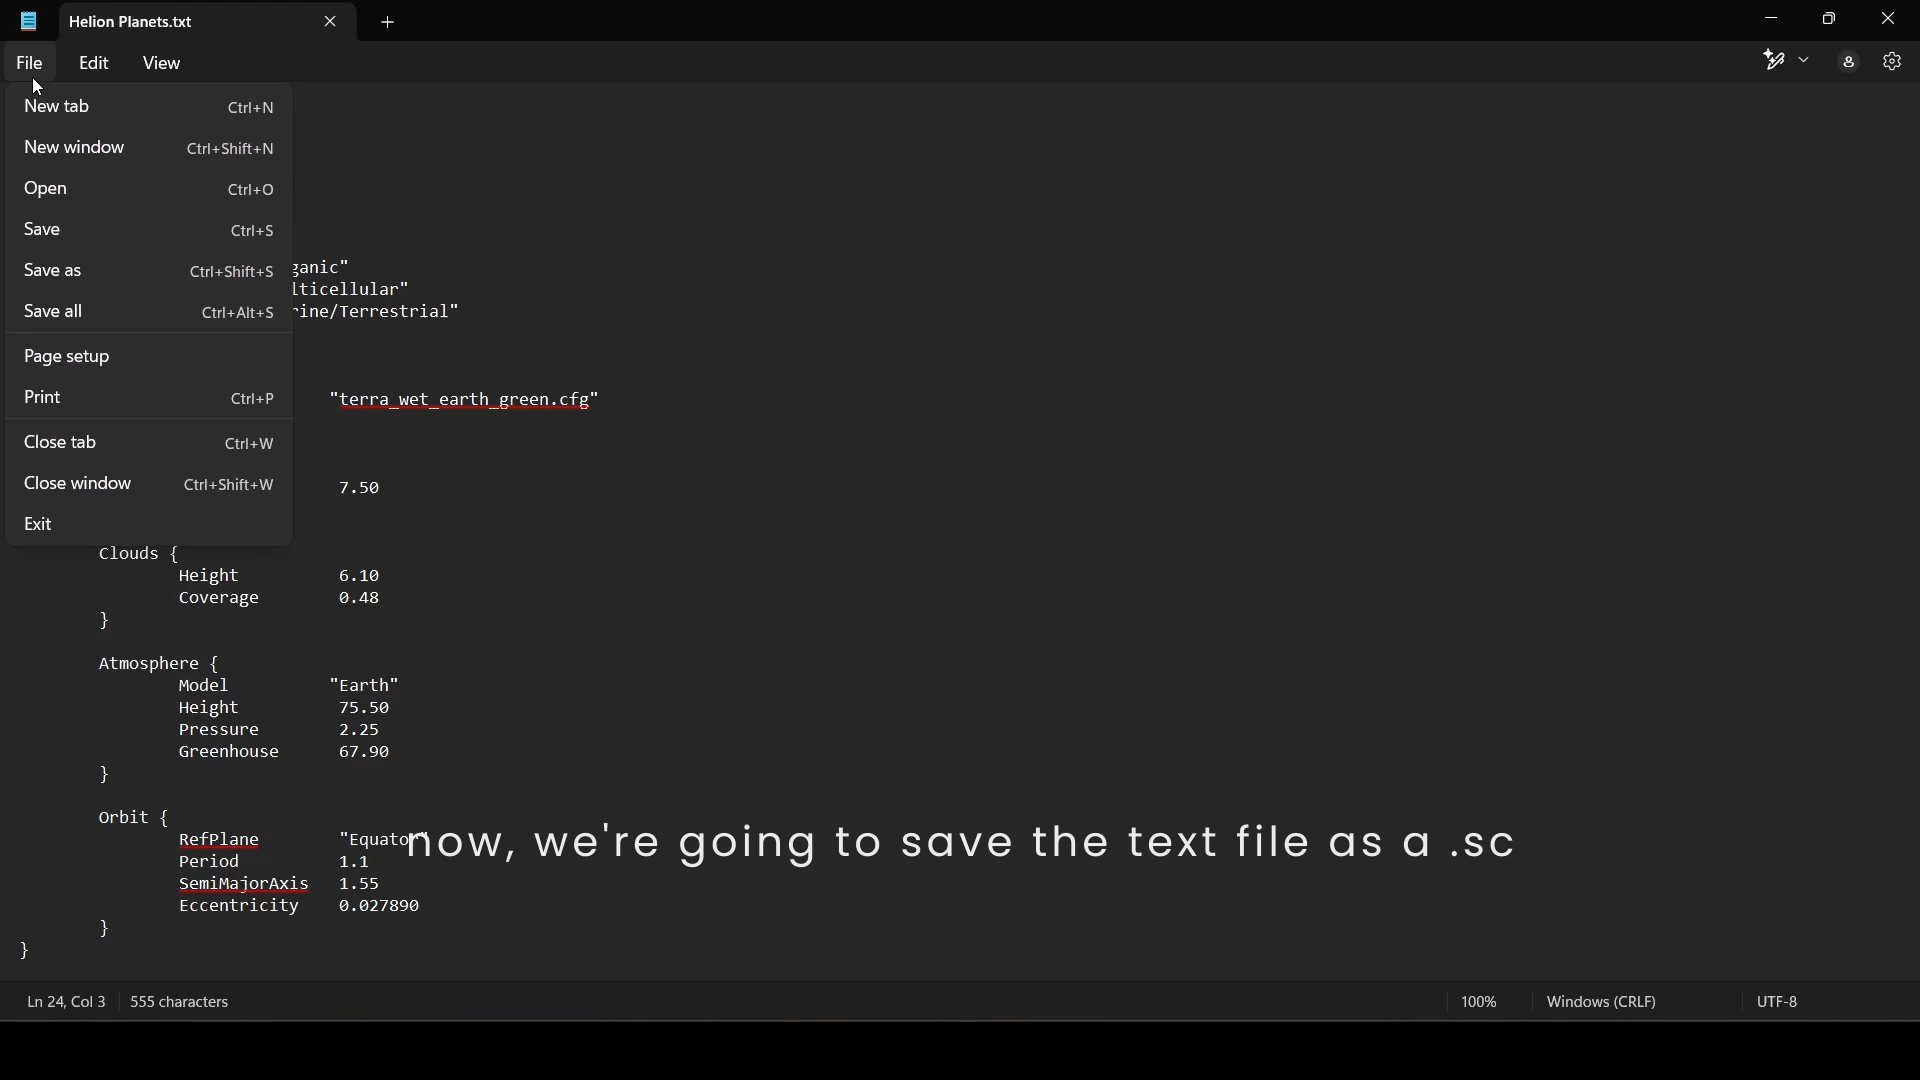 Helion Planets.txt
File Edit View
New tab Ctrl+N
New window Ctrl+Shift+N
Open Ctrl+O
Save Ctrl+S
Save as Ctrl+Shift+S
Save all Ctrl+Alt+S
Page setup
Print Ctrl+P
Close tab Ctrl+W
Close window Ctrl+Shift+W
Exit
ganic"
lticellular"
rine/Terrestrial"
"terra_wet_earth_green.cfg"
7.50
Clouds {
Height 6.10
Coverage 0.48
}
Atmosphere {
Model "Earth"
Height 75.50
Pressure 2.25
Greenhouse 67.90
}
Orbit {
RefPlane "Equator"
Period 1.1
SemiMajorAxis 1.55
Eccentricity 0.027890
}
}
now, we're going to save the text file as a .sc
Ln 24, Col 3 555 characters 100% Windows (CRLF) UTF-8